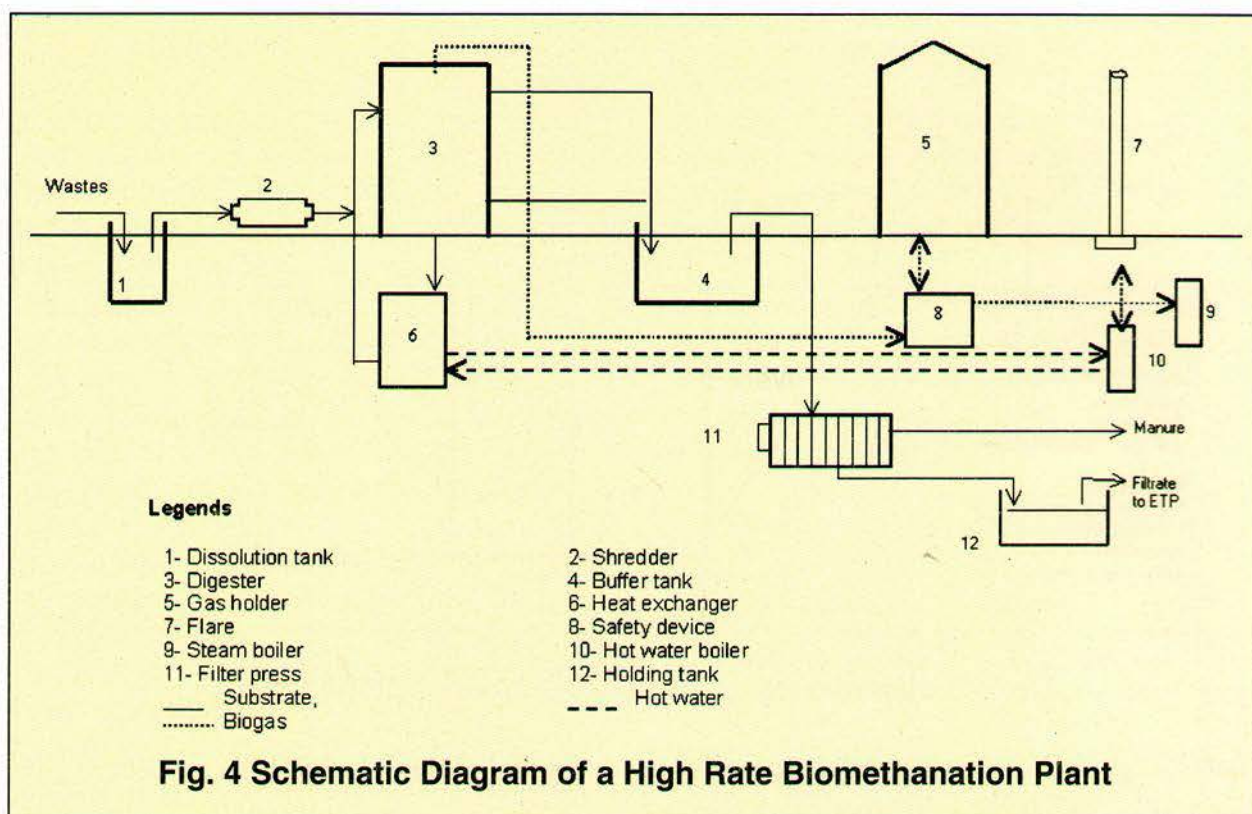 Wastes
1
2
3
4
5
6
7
8
9
10
11
Manure
Filtrate
to ETP
12
Legends
1- Dissolution tank 2- Shredder
3- Digester 4- Buffer tank
5- Gas holder 6- Heat exchanger
7- Flare 8- Safety device
9- Steam boiler 10- Hot water boiler
11- Filter press 12- Holding tank
Substrate, Hot water
Biogas
Fig. 4 Schematic Diagram of a High Rate Biomethanation Plant